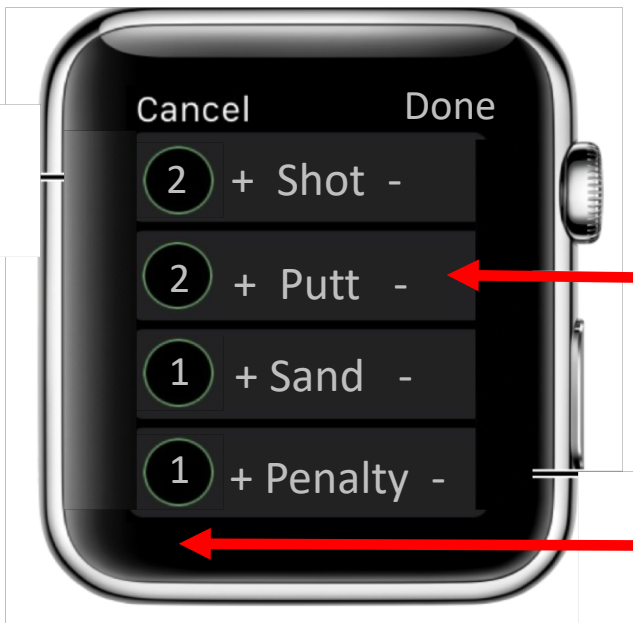 Cancel Done
2 + Shot -
2 + Putt -
1 + Sand -
1 + Penalty -